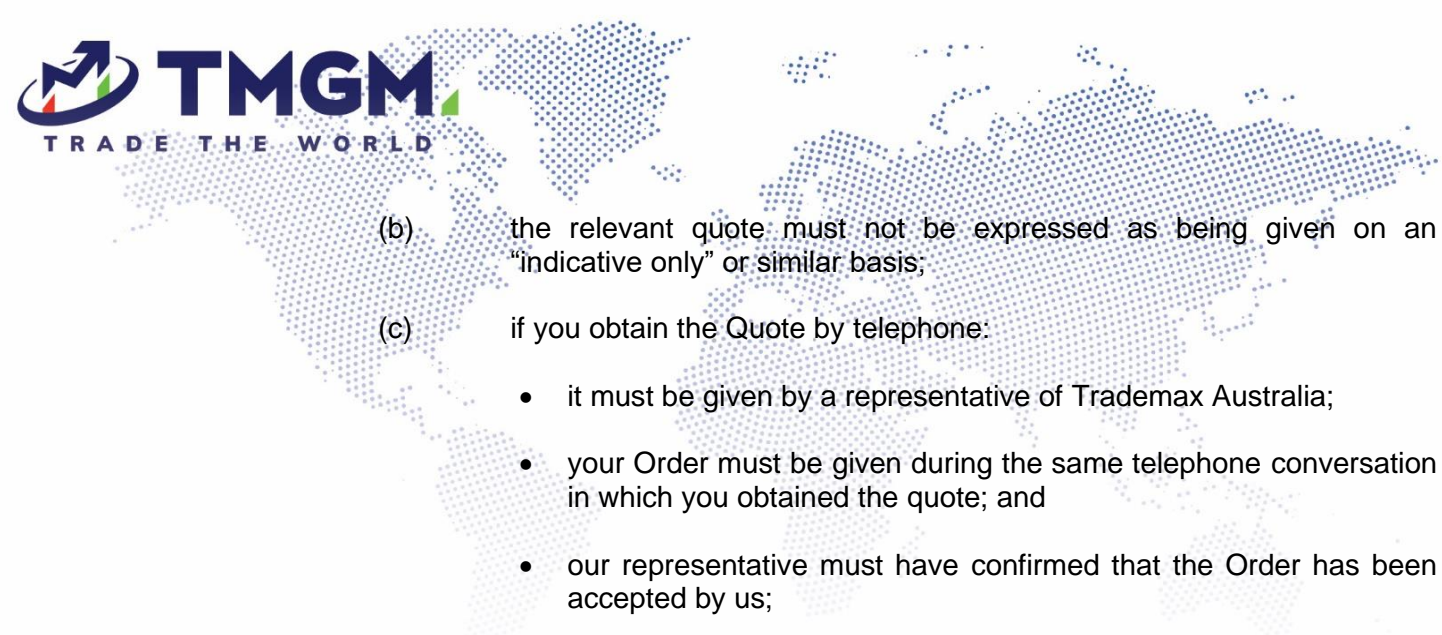 TMGM
TRADE THE WORLD
(b) the relevant quote must not be expressed as being given on an
“indicative only” or similar basis;
(c) if you obtain the Quote by telephone:
• it must be given by a representative of Trademax Australia;
• your Order must be given during the same telephone conversation
in which you obtained the quote; and
• our representative must have confirmed that the Order has been
accepted by us;